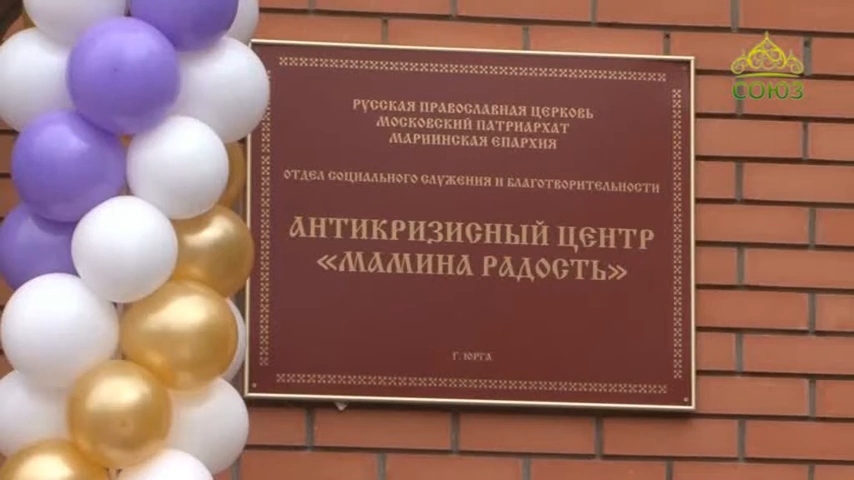 СОЮЗ
РУССКАЯ ПРАВОСЛАВНАЯ ЦЕРКОВЬ
МОСКОВСКИЙ ПАТРИАРХАТ
МАРИИНСКАЯ ЕПАРХИЯ
ОТДЕЛ СОЦИАЛЬНОГО СЛУЖЕНИЯ И БЛАГОТВОРИТЕЛЬНОСТИ
АНТИКРИЗИСНЫЙ ЦЕНТР
«МАМИНА РАДОСТЬ»
Г. ЮРГА